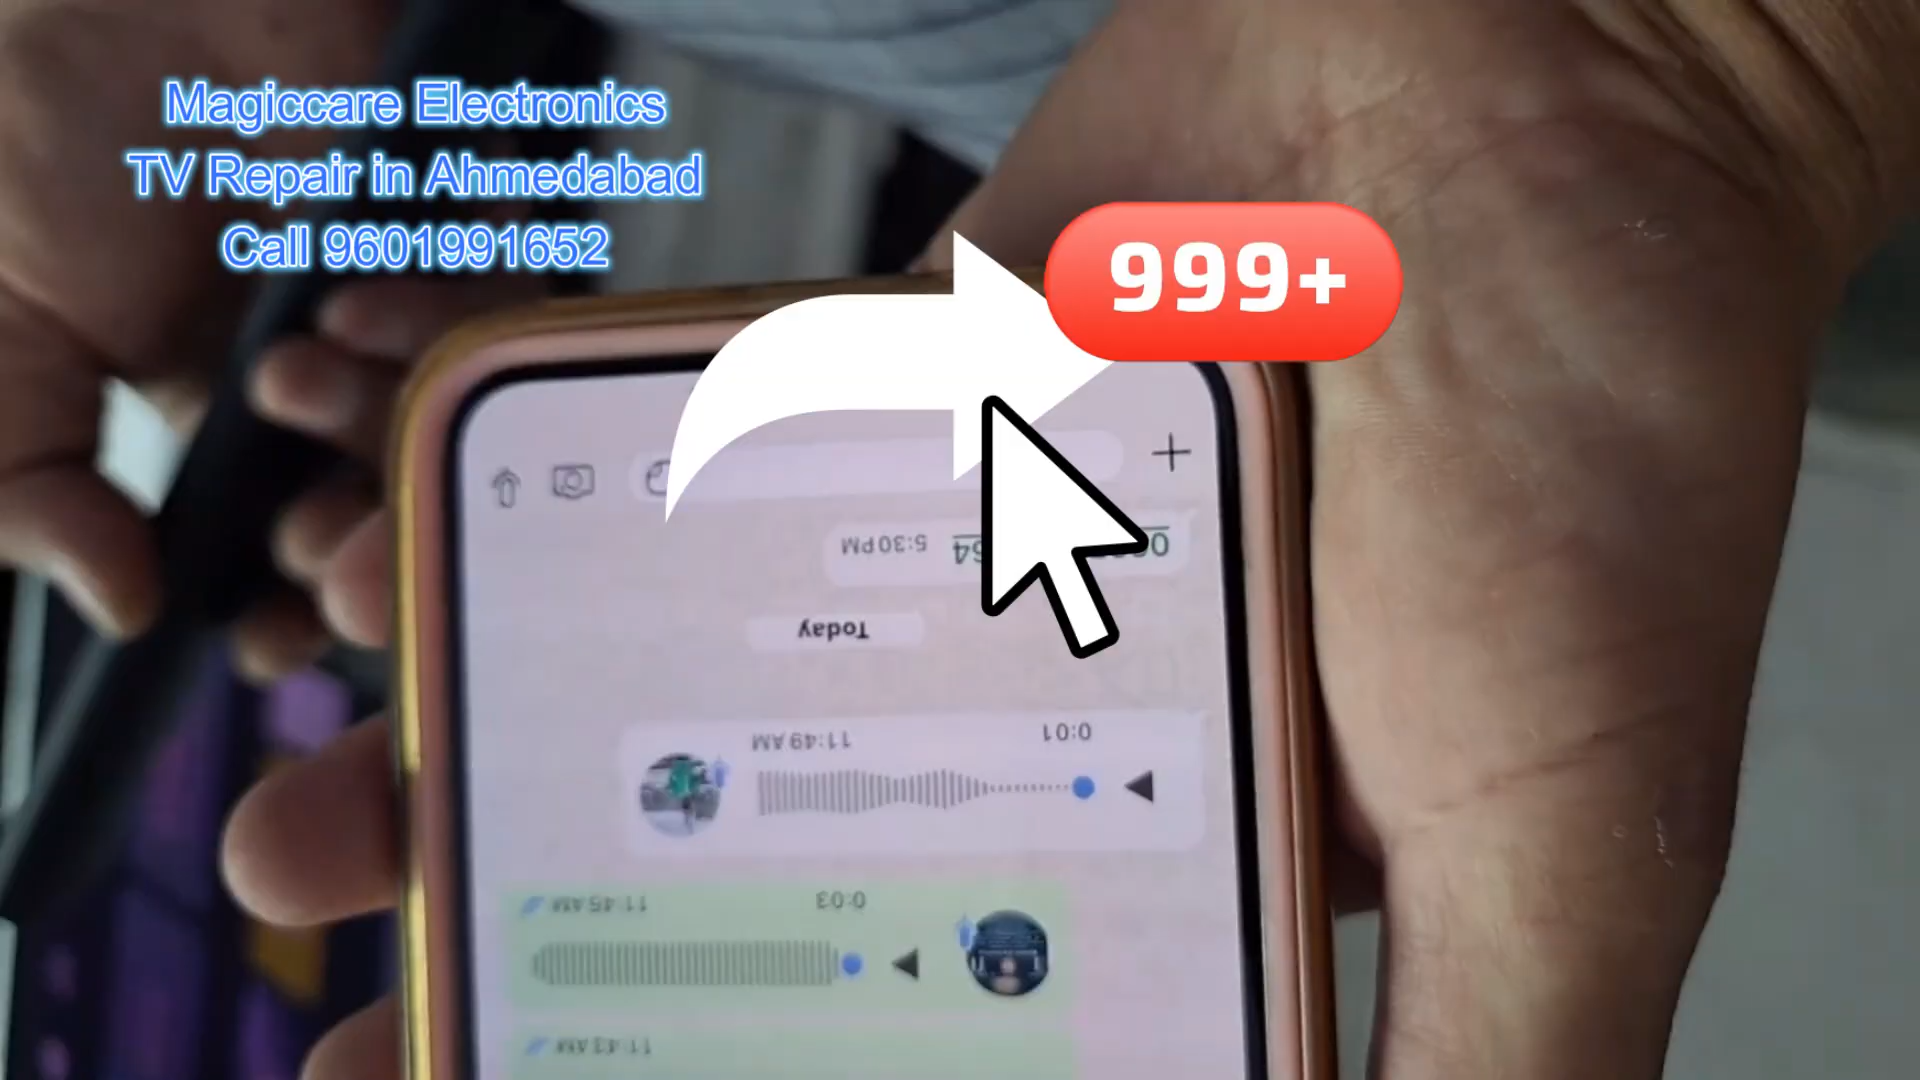 Magiccare Electronics
TV Repair in Ahmedabad
Call 9601991652
999+
5:30 PM
Today
0:01
11:49 AM
0:03
11:45 AM
11:43 AM